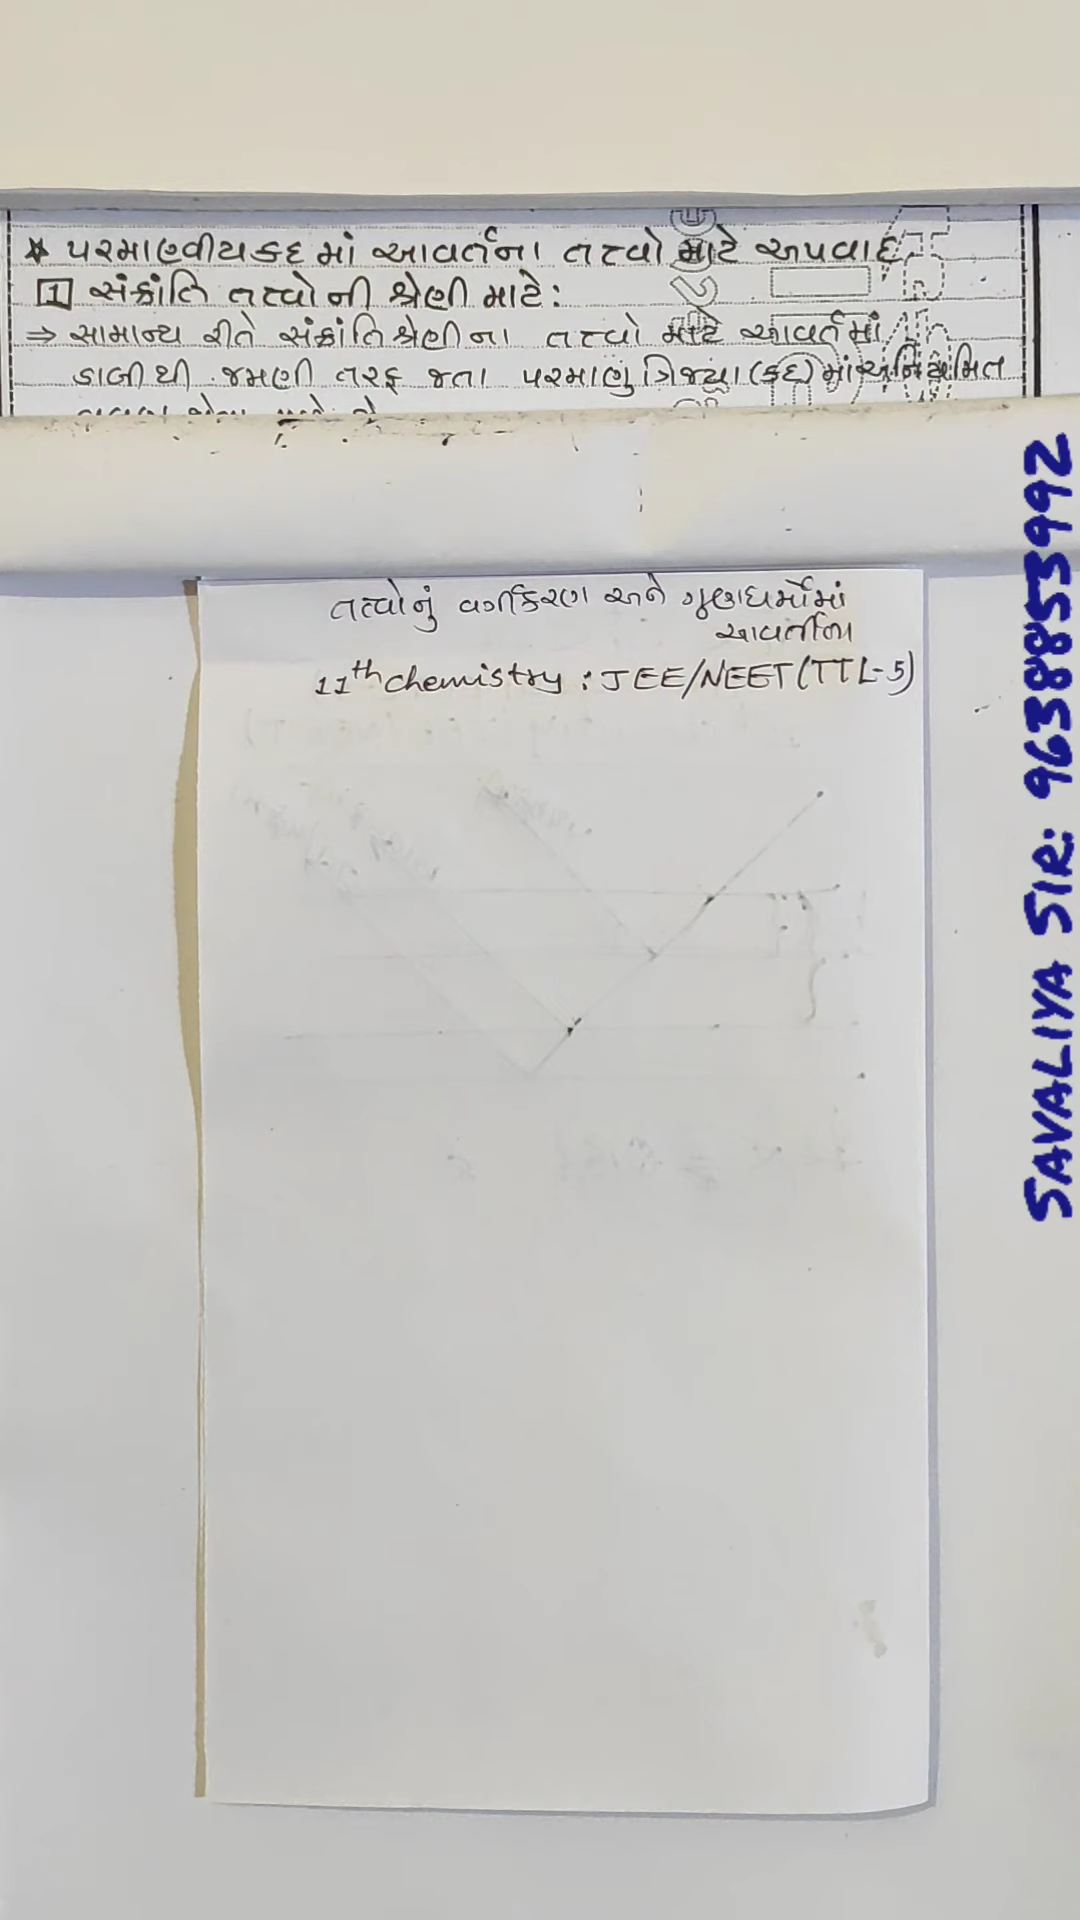 * પરમાણ્વીયકદ માં આવર્તના તત્વો માટે અપવાદ
1 સંક્રાંતિ તત્વોની શ્રેણી માટે:
⇒ સામાન્ય રીતે સંક્રાંતિશ્રેણીના તત્વો માટે આવર્તમાં
ડાબીથી જમણી તરફ જતા પરમાણું ત્રિજ્યા(કદ)માં અનિયમિત
તત્વોનું વર્ગીકરણ અને ગુણધર્મોમાં
આવર્તીતા
11th chemistry : JEE/NEET(TTL-5)
SAVALIYA SIR: 9638853992